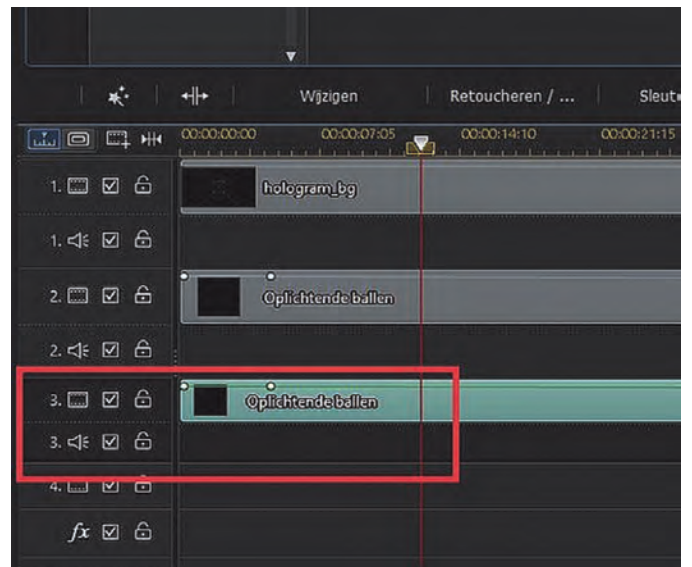 Wijzigen Retoucheren / ... Sleut
00:00:00:00 00:00:07:05 00:00:14:10 00:00:21:15
1. hologram_bg
1.
2. Oplichtende ballen
2.
3. Oplichtende ballen
3.
4.
fx